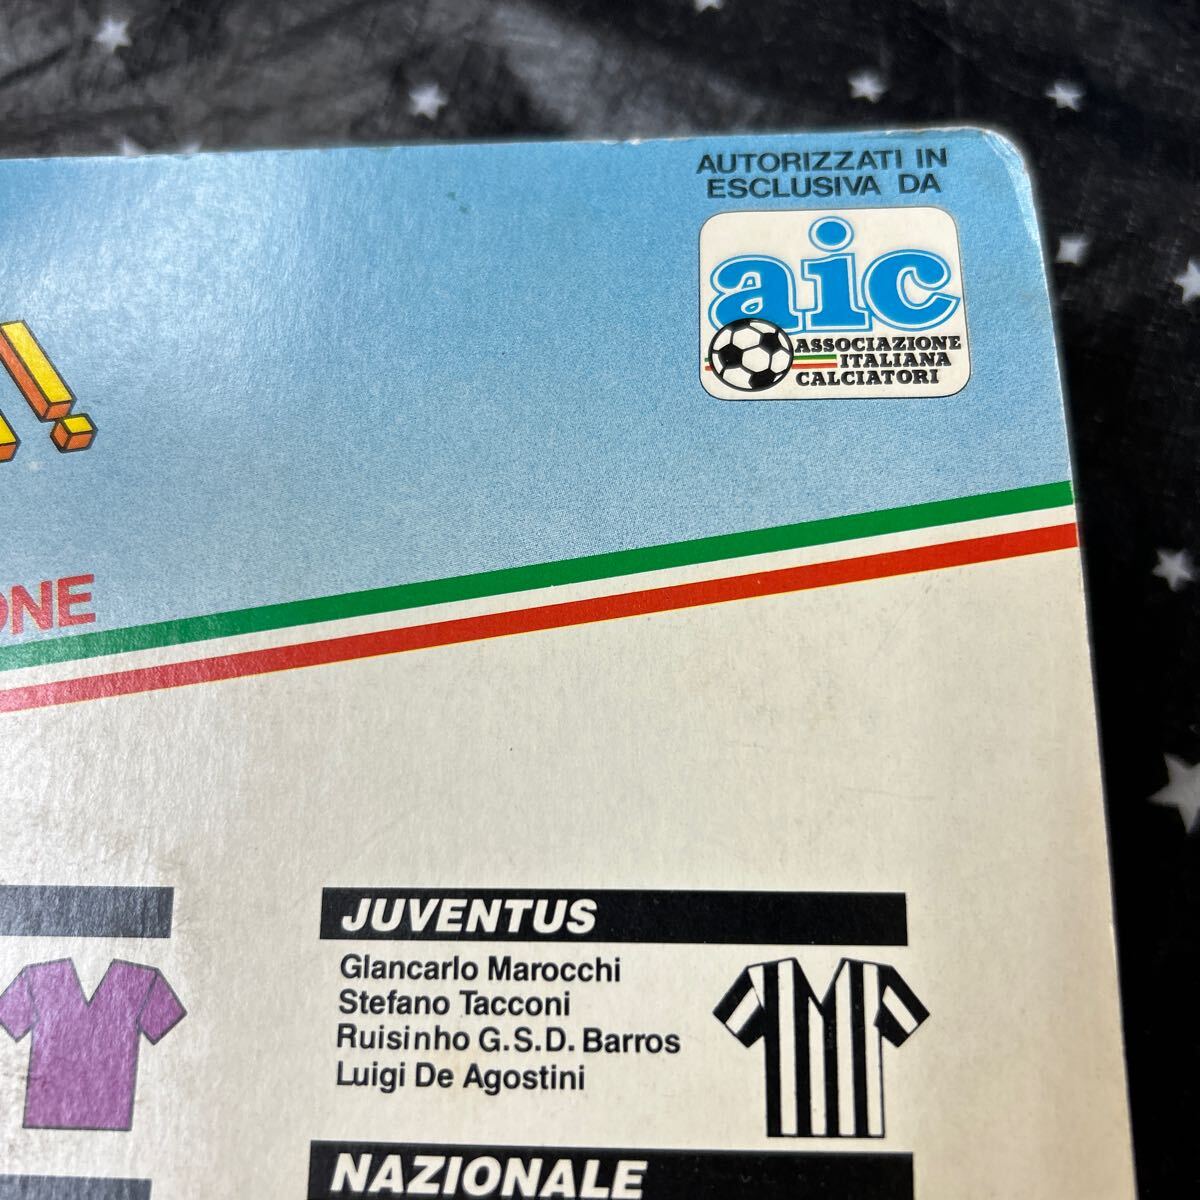 AUTORIZZATI IN
ESCLUSIVA DA
aic
ASSOCIAZIONE
ITALIANA
CALCIATORI
!
ONE
JUVENTUS
Giancarlo Marocchi
Stefano Tacconi
Ruisinho G.S.D. Barros
Luigi De Agostini
NAZIONALE